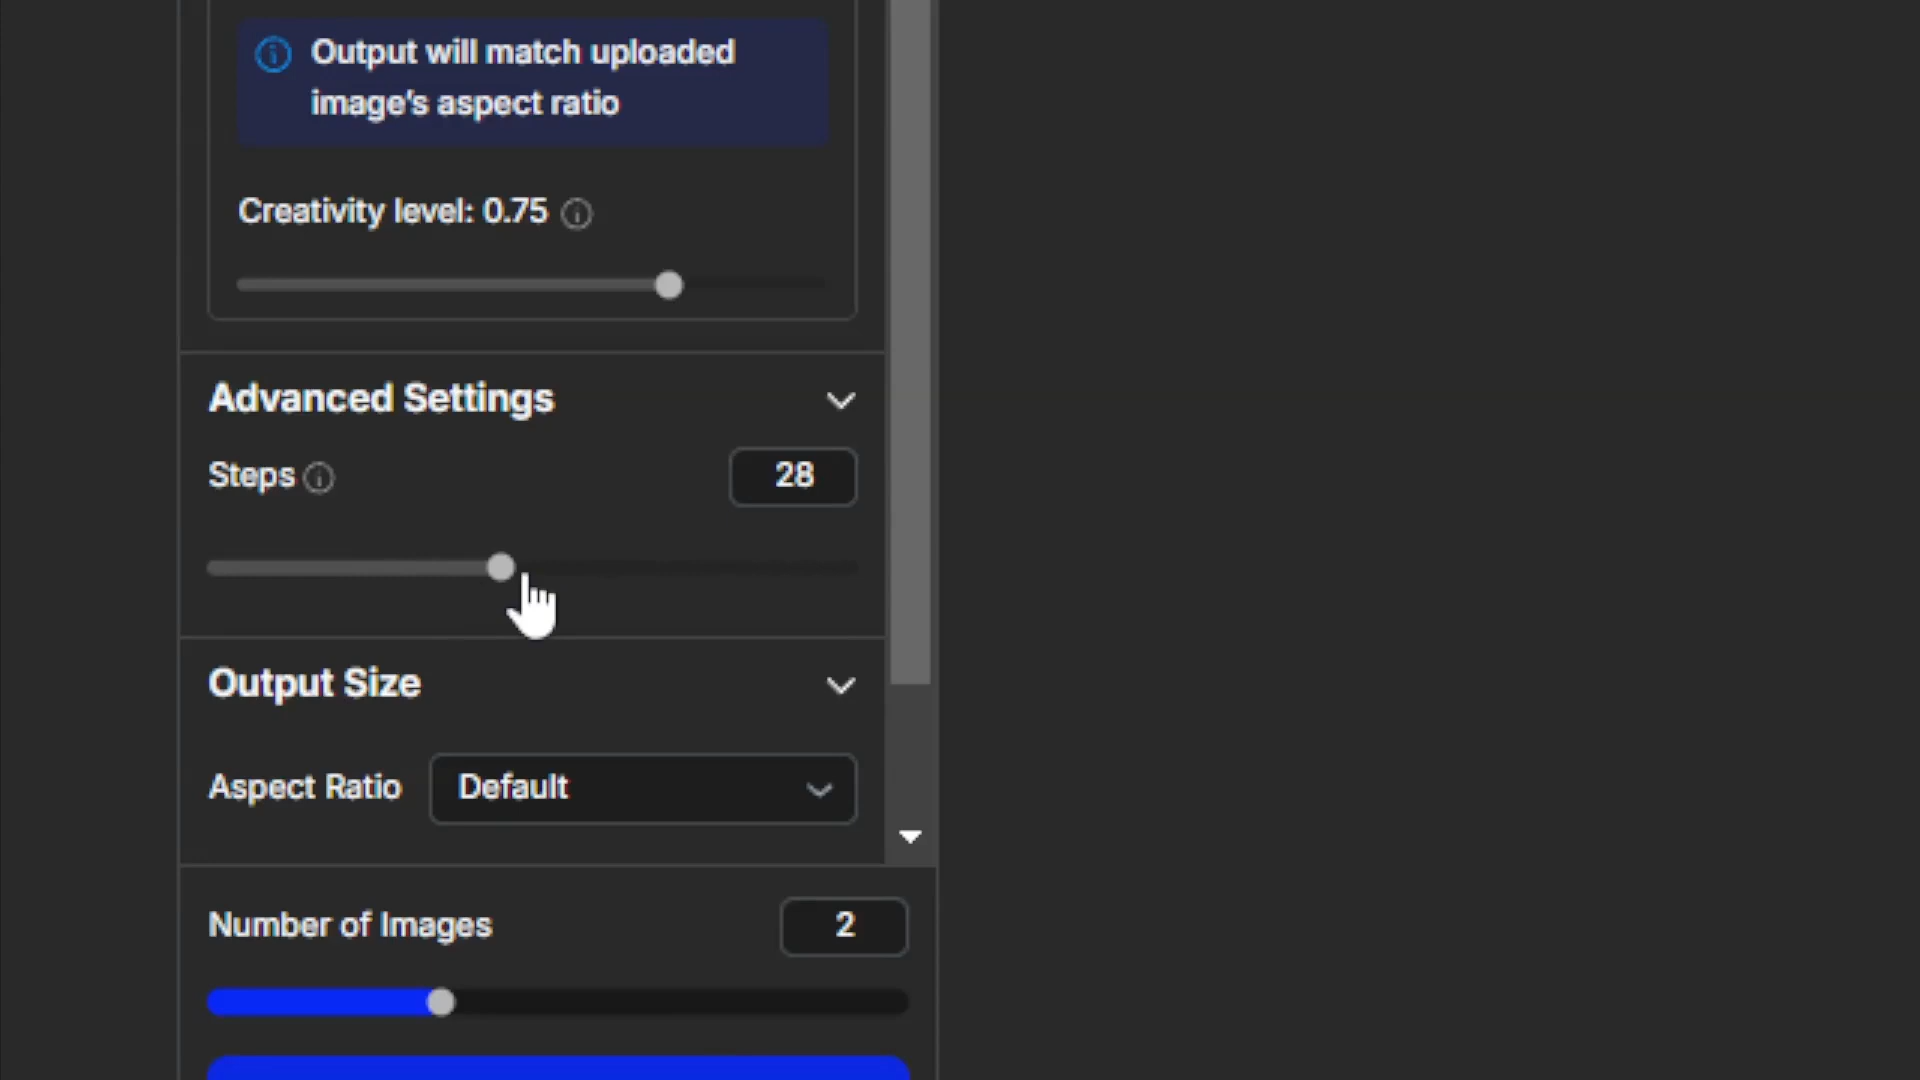 Output will match uploaded
image's aspect ratio
Creativity level: 0.75
Advanced Settings
Steps
28
Output Size
Aspect Ratio
Default
Number of Images
2